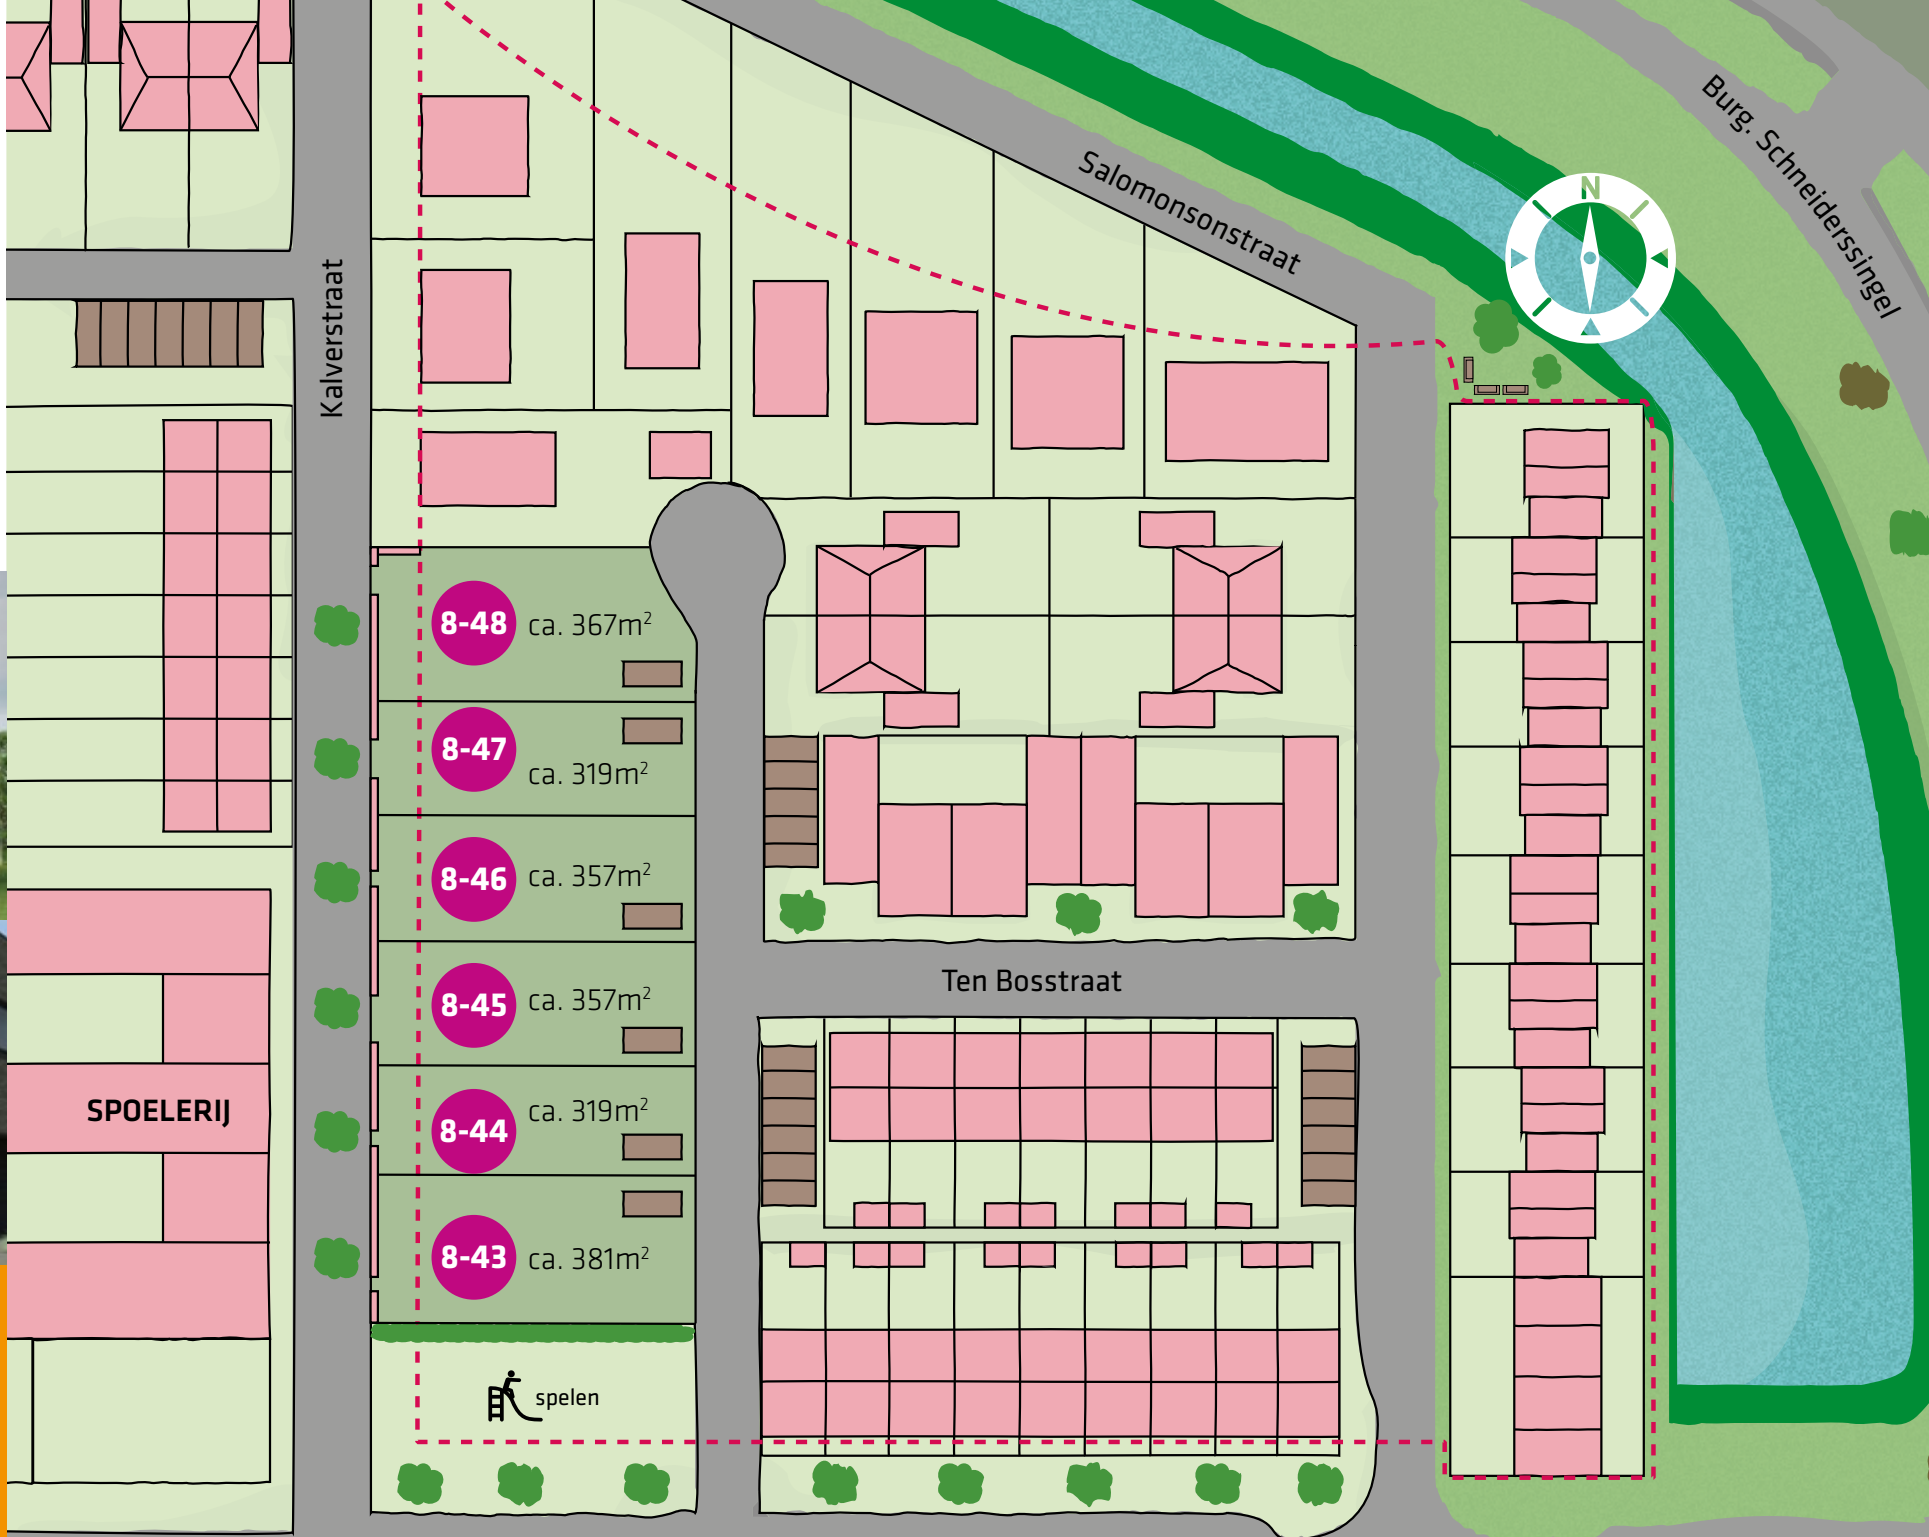 Burg. Schneiderssingel
Salomonsonstraat
N
Kalverstraat
8-48 ca. 367m²
8-47 ca. 319m²
8-46 ca. 357m²
8-45 ca. 357m²
8-44 ca. 319m²
8-43 ca. 381m²
Ten Bosstraat
SPOELERIJ
spelen